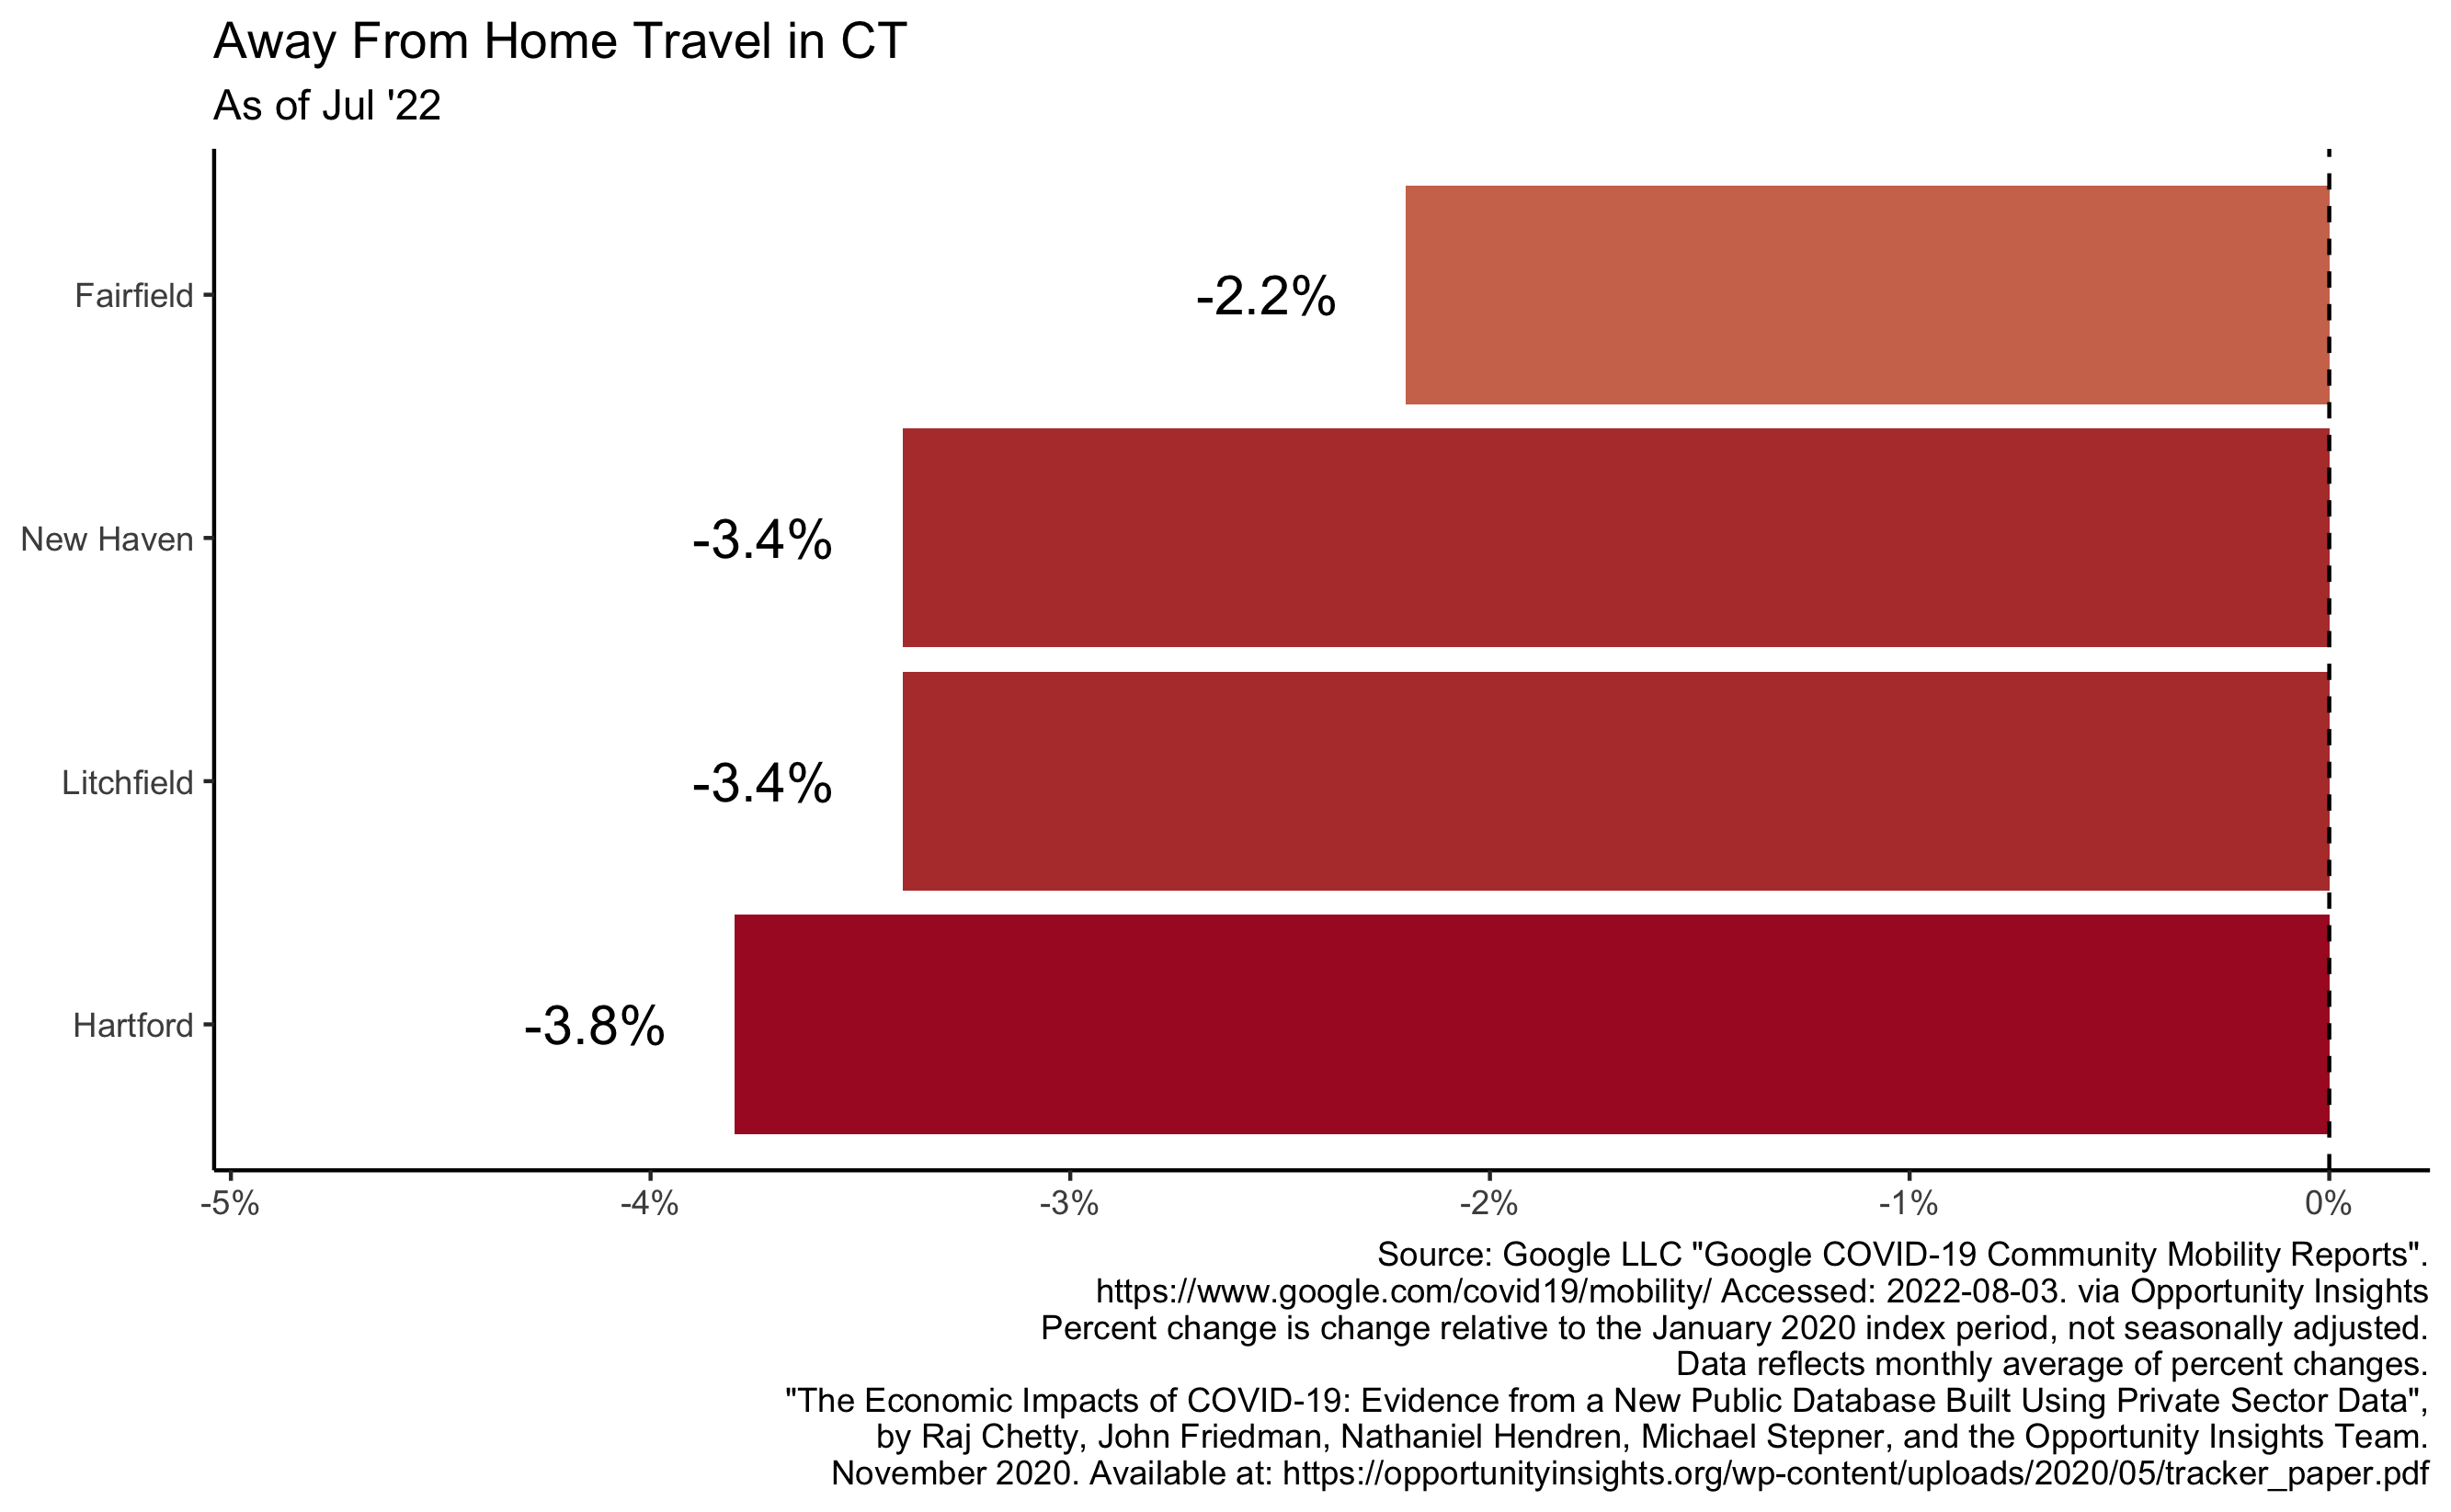 Away From Home Travel in CT
As of Jul '22
Fairfield
-2.2%
New Haven
-3.4%
Litchfield
-3.4%
Hartford
-3.8%
-5%
-4%
-3%
-2%
-1%
0%
Source: Google LLC "Google COVID-19 Community Mobility Reports".
https://www.google.com/covid19/mobility/ Accessed: 2022-08-03. via Opportunity Insights
Percent change is change relative to the January 2020 index period, not seasonally adjusted.
Data reflects monthly average of percent changes.
"The Economic Impacts of COVID-19: Evidence from a New Public Database Built Using Private Sector Data",
by Raj Chetty, John Friedman, Nathaniel Hendren, Michael Stepner, and the Opportunity Insights Team.
November 2020. Available at: https://opportunityinsights.org/wp-content/uploads/2020/05/tracker_paper.pdf